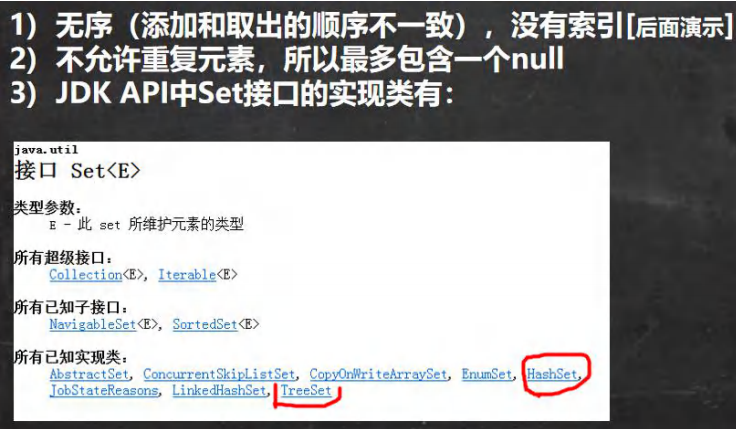 1）无序（添加和取出的顺序不一致），没有索引[后面演示]
2）不允许重复元素，所以最多包含一个null
3）JDK API中Set接口的实现类有：
java.util
接口 Set<E>
类型参数：
E - 此 set 所维护元素的类型
所有超级接口：
Collection<E>, Iterable<E>
所有已知子接口：
NavigableSet<E>, SortedSet<E>
所有已知实现类：
AbstractSet, ConcurrentSkipListSet, CopyOnWriteArraySet, EnumSet, HashSet,
JobStateReasons, LinkedHashSet, TreeSet